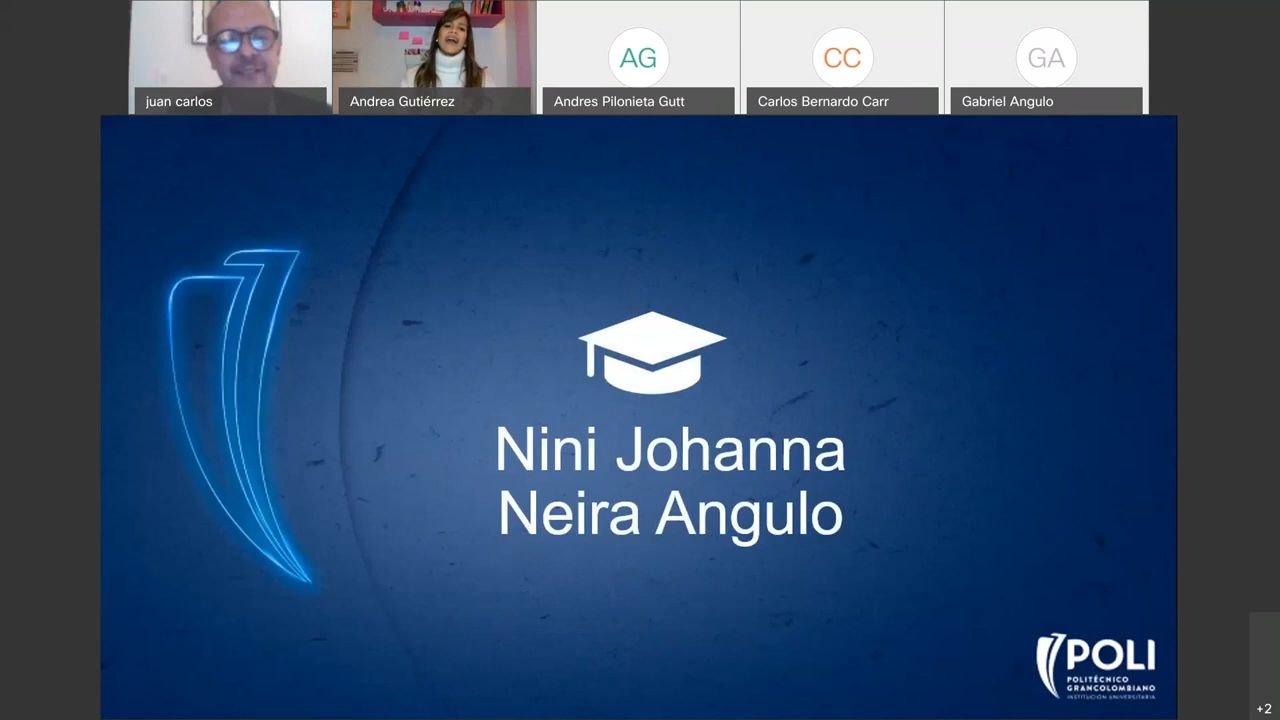 juan carlos
Andrea Gutiérrez
AG
Andres Pilonieta Gutt
CC
Carlos Bernardo Carr
GA
Gabriel Angulo
Nini Johanna
Neira Angulo
POLI
POLITÉCNICO
GRANCOLOMBIANO
INSTITUCIÓN UNIVERSITARIA
+2